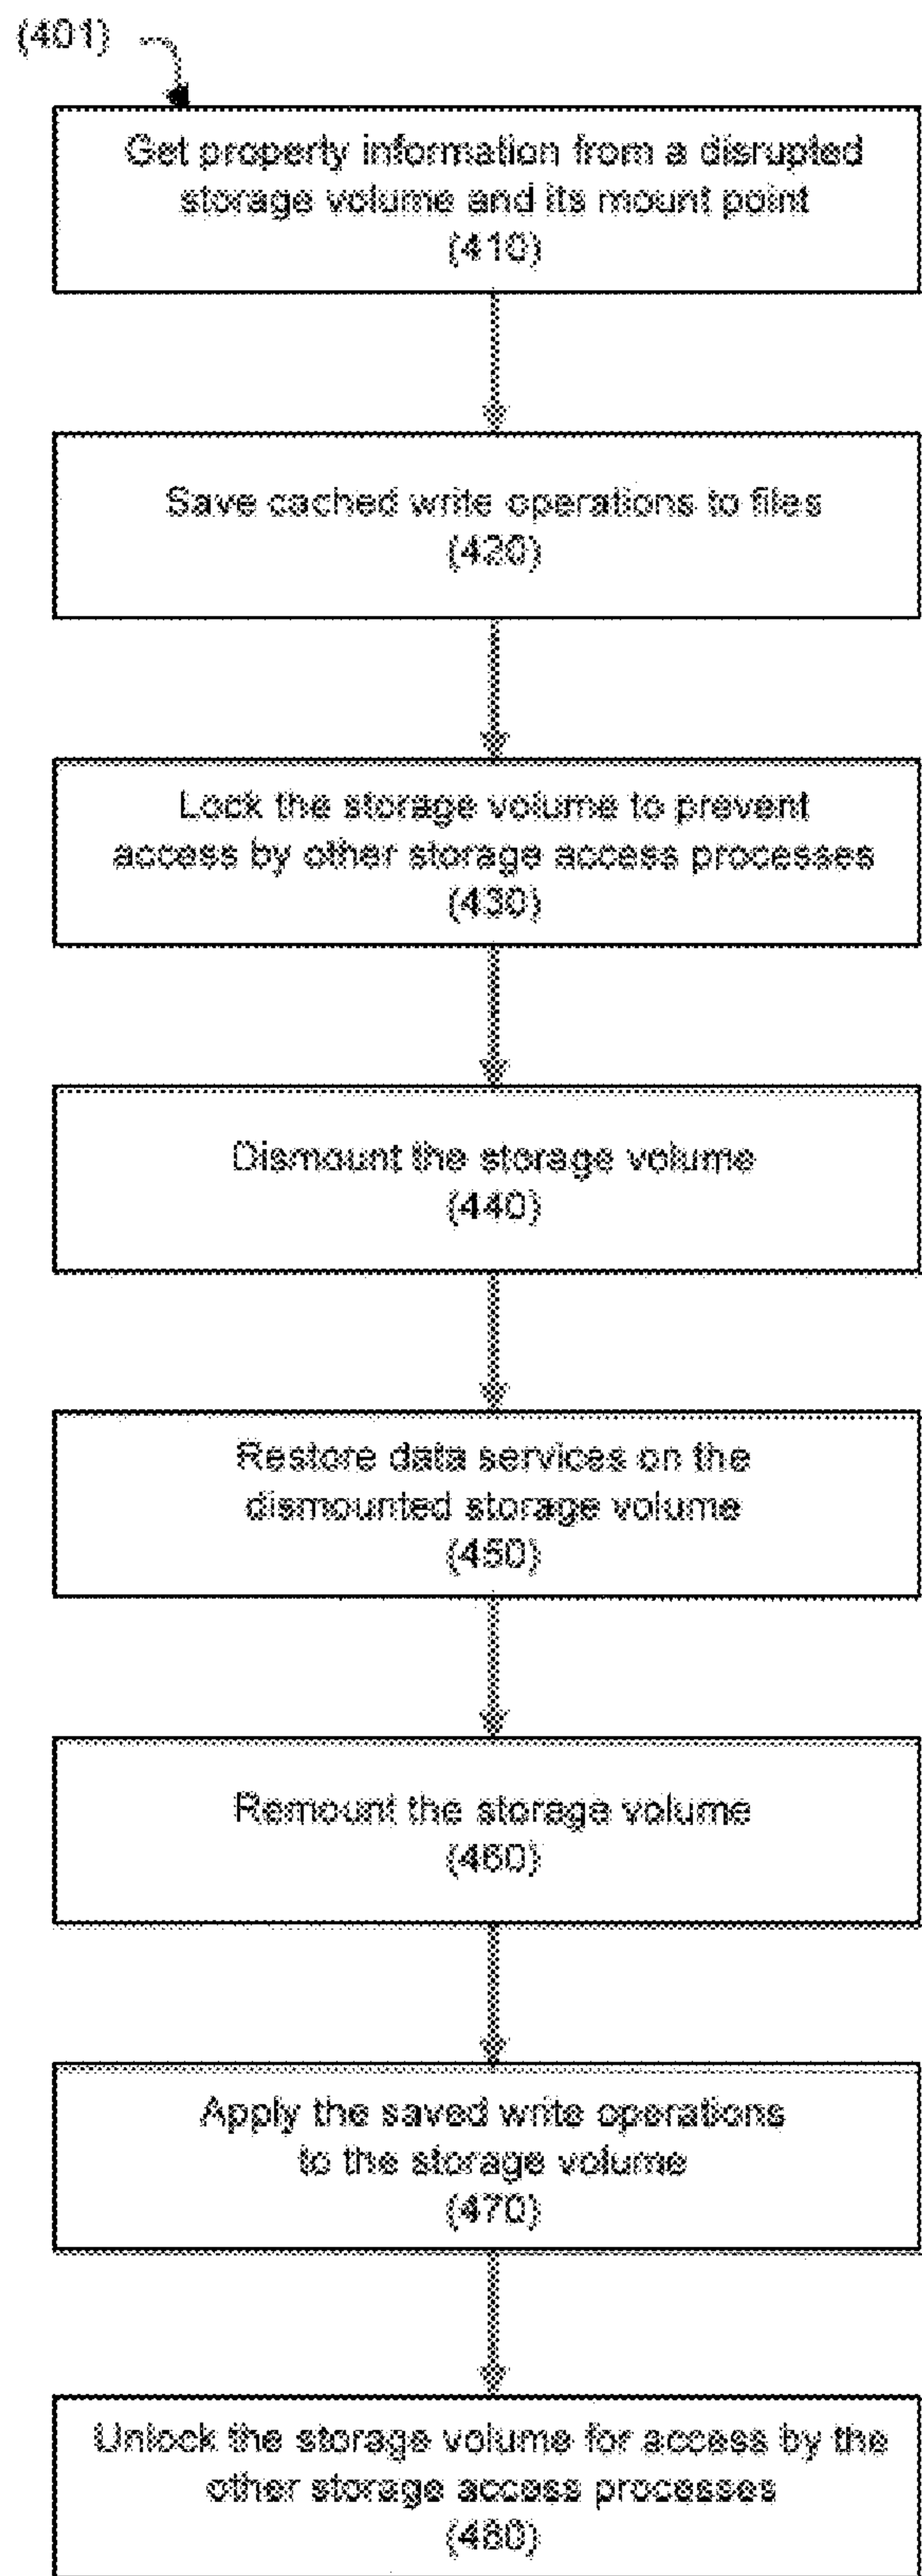 (401)
Get property information from a disrupted
storage volume and its mount point
(410)
Save cached write operations to files
(420)
Lock the storage volume to prevent
access by other storage access processes
(430)
Dismount the storage volume
(440)
Restore data services on the
dismounted storage volume
(450)
Remount the storage volume
(460)
Apply the saved write operations
to the storage volume
(470)
Unlock the storage volume for access by the
other storage access processes
(480)